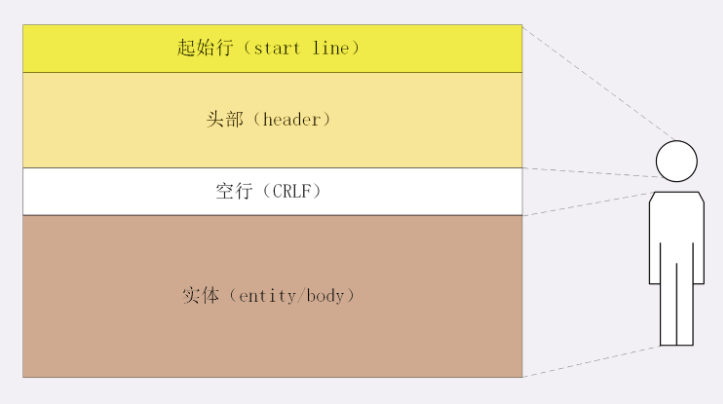 起始行（start line）
头部（header）
空行（CRLF）
实体（entity/body）